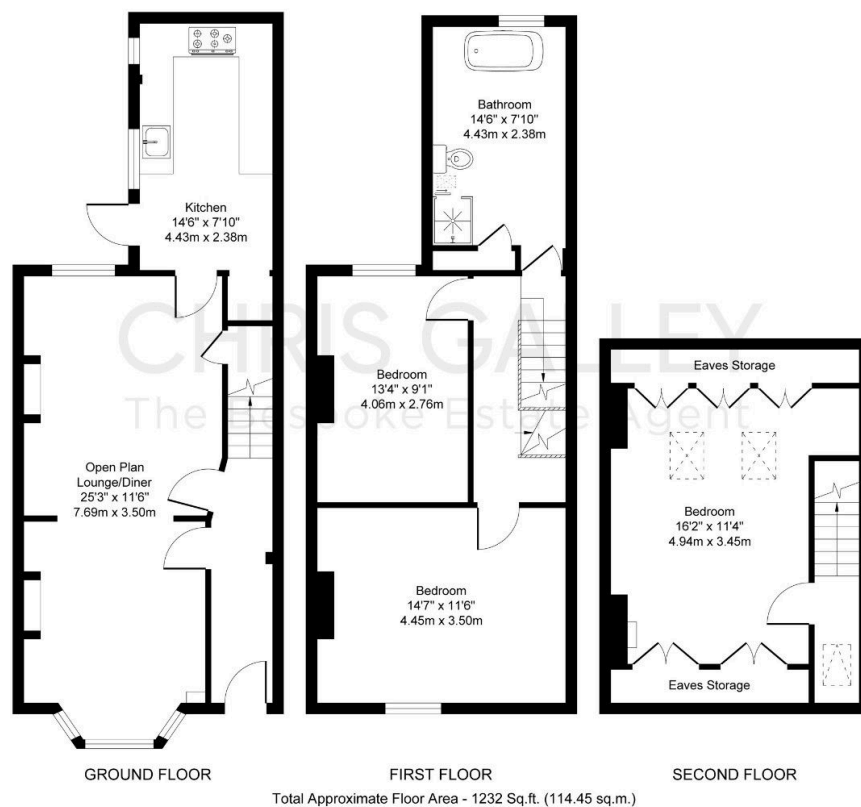 Kitchen
14'6" x 7'10"
4.43m x 2.38m
Open Plan
Lounge/Diner
25'3" x 11'6"
7.69m x 3.50m
GROUND FLOOR
Bathroom
14'6" x 7'10"
4.43m x 2.38m
Bedroom
13'4" x 9'1"
4.06m x 2.76m
Bedroom
14'7" x 11'6"
4.45m x 3.50m
FIRST FLOOR
Eaves Storage
Bedroom
16'2" x 11'4"
4.94m x 3.45m
Eaves Storage
SECOND FLOOR
CHRIS GALLEY
The Bespoke Estate Agent
Total Approximate Floor Area - 1232 Sq.ft. (114.45 sq.m.)